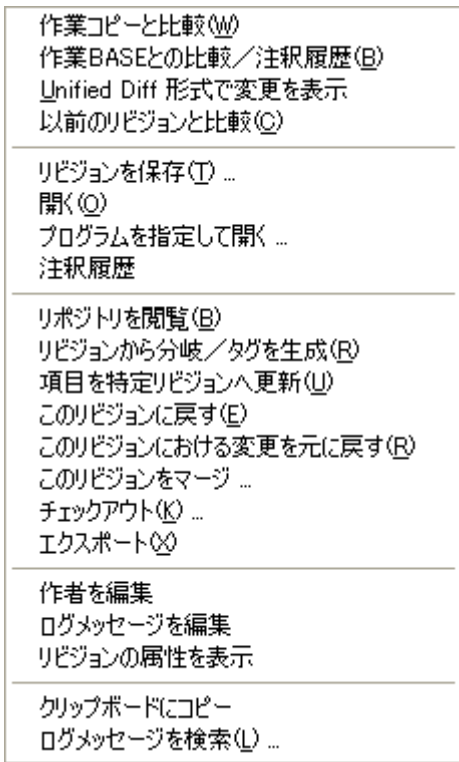 作業コピーと比較(W)
作業BASEとの比較／注釈履歴(B)
Unified Diff 形式で変更を表示
以前のリビジョンと比較(C)
リビジョンを保存(T) ...
開く(O)
プログラムを指定して開く ...
注釈履歴
リポジトリを閲覧(B)
リビジョンから分岐／タグを生成(R)
項目を特定リビジョンへ更新(U)
このリビジョンに戻す(E)
このリビジョンにおける変更を元に戻す(R)
このリビジョンをマージ ...
チェックアウト(K) ...
エクスポート(X)
作者を編集
ログメッセージを編集
リビジョンの属性を表示
クリップボードにコピー
ログメッセージを検索(L) ...